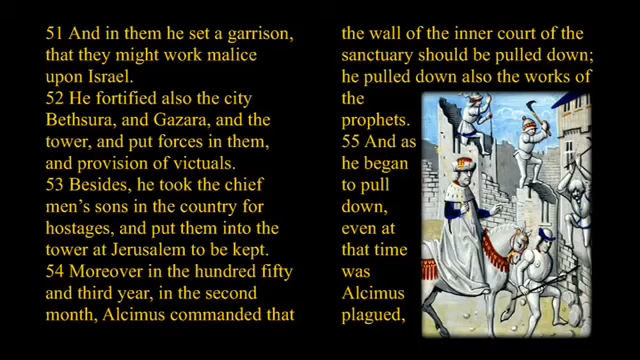 51 And in them he set a garrison,
that they might work malice
upon Israel.
52 He fortified also the city
Bethsura, and Gazara, and the
tower, and put forces in them,
and provision of victuals.
53 Besides, he took the chief
men’s sons in the country for
hostages, and put them into the
tower at Jerusalem to be kept.
54 Moreover in the hundred fifty
and third year, in the second
month, Alcimus commanded that
the wall of the inner court of the
sanctuary should be pulled down;
he pulled down also the works of
the
prophets.
55 And as
he began
to pull
down,
even at
that time
was
Alcimus
plagued,